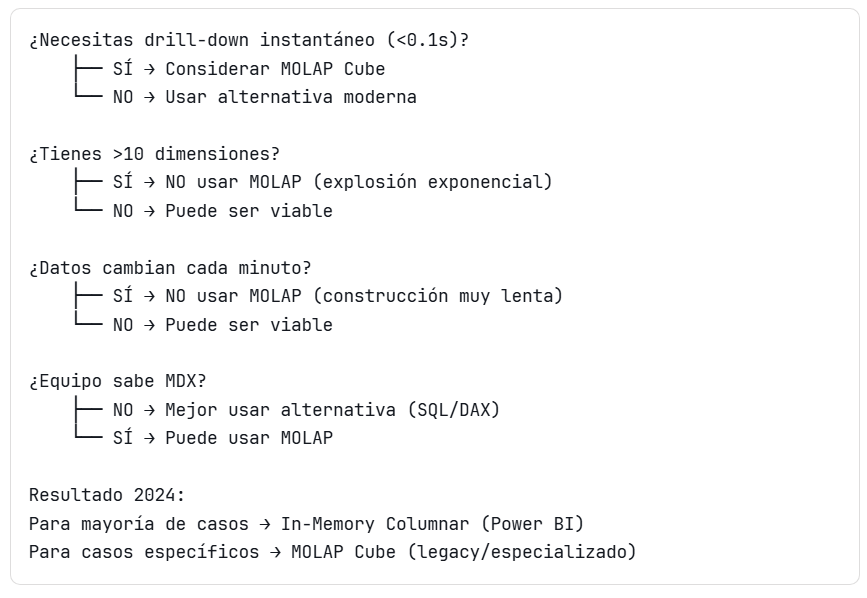 ¿Necesitas drill-down instantáneo (<0.1s)?
├── SÍ → Considerar MOLAP Cube
└── NO → Usar alternativa moderna
¿Tienes >10 dimensiones?
├── SÍ → NO usar MOLAP (explosión exponencial)
└── NO → Puede ser viable
¿Datos cambian cada minuto?
├── SÍ → NO usar MOLAP (construcción muy lenta)
└── NO → Puede ser viable
¿Equipo sabe MDX?
├── NO → Mejor usar alternativa (SQL/DAX)
└── SÍ → Puede usar MOLAP
Resultado 2024:
Para mayoría de casos → In-Memory Columnar (Power BI)
Para casos específicos → MOLAP Cube (legacy/especializado)